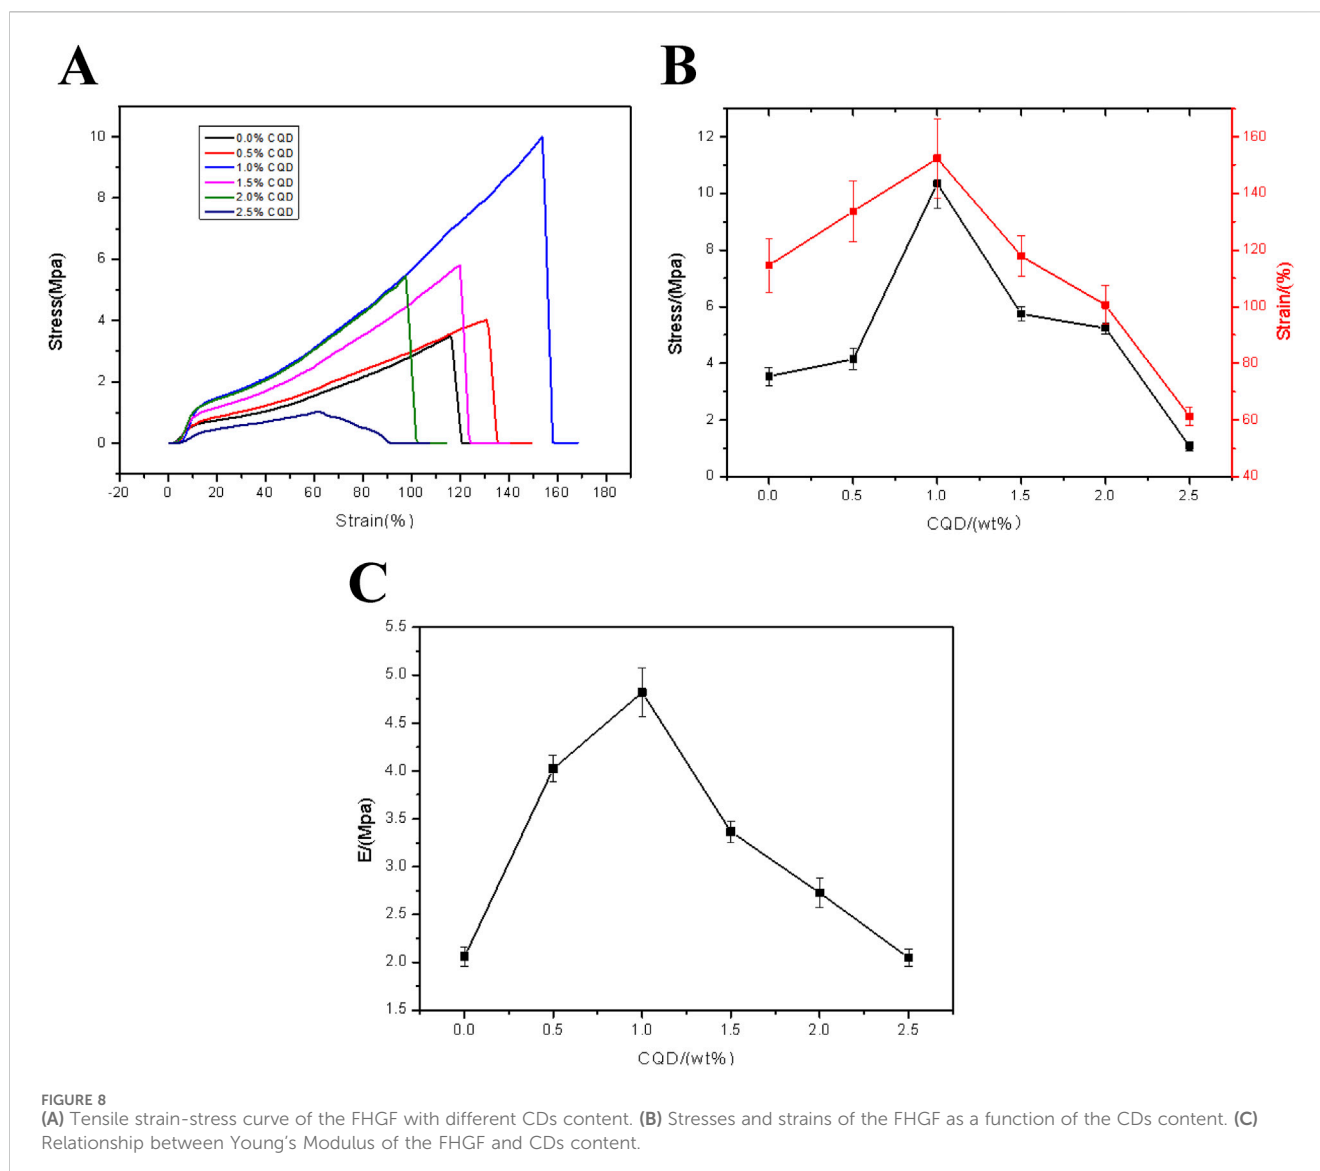 A
B
0.0% CQD
0.5% CQD
1.0% CQD
1.5% CQD
2.0% CQD
2.5% CQD
Stress(Mpa)
10
8
6
4
2
0
-20 0 20 40 60 80 100 120 140 160 180
Strain(%)
Stress/(Mpa)
12
10
8
6
4
2
0
0.0 0.5 1.0 1.5 2.0 2.5
CQD/(wt%)
160
140
120
100
80
60
40
Strain/(%)
C
E/(Mpa)
5.5
5.0
4.5
4.0
3.5
3.0
2.5
2.0
1.5
0.0 0.5 1.0 1.5 2.0 2.5
CQD/(wt%)
FIGURE 8
(A) Tensile strain-stress curve of the FHGF with different CDs content. (B) Stresses and strains of the FHGF as a function of the CDs content. (C)
Relationship between Young's Modulus of the FHGF and CDs content.